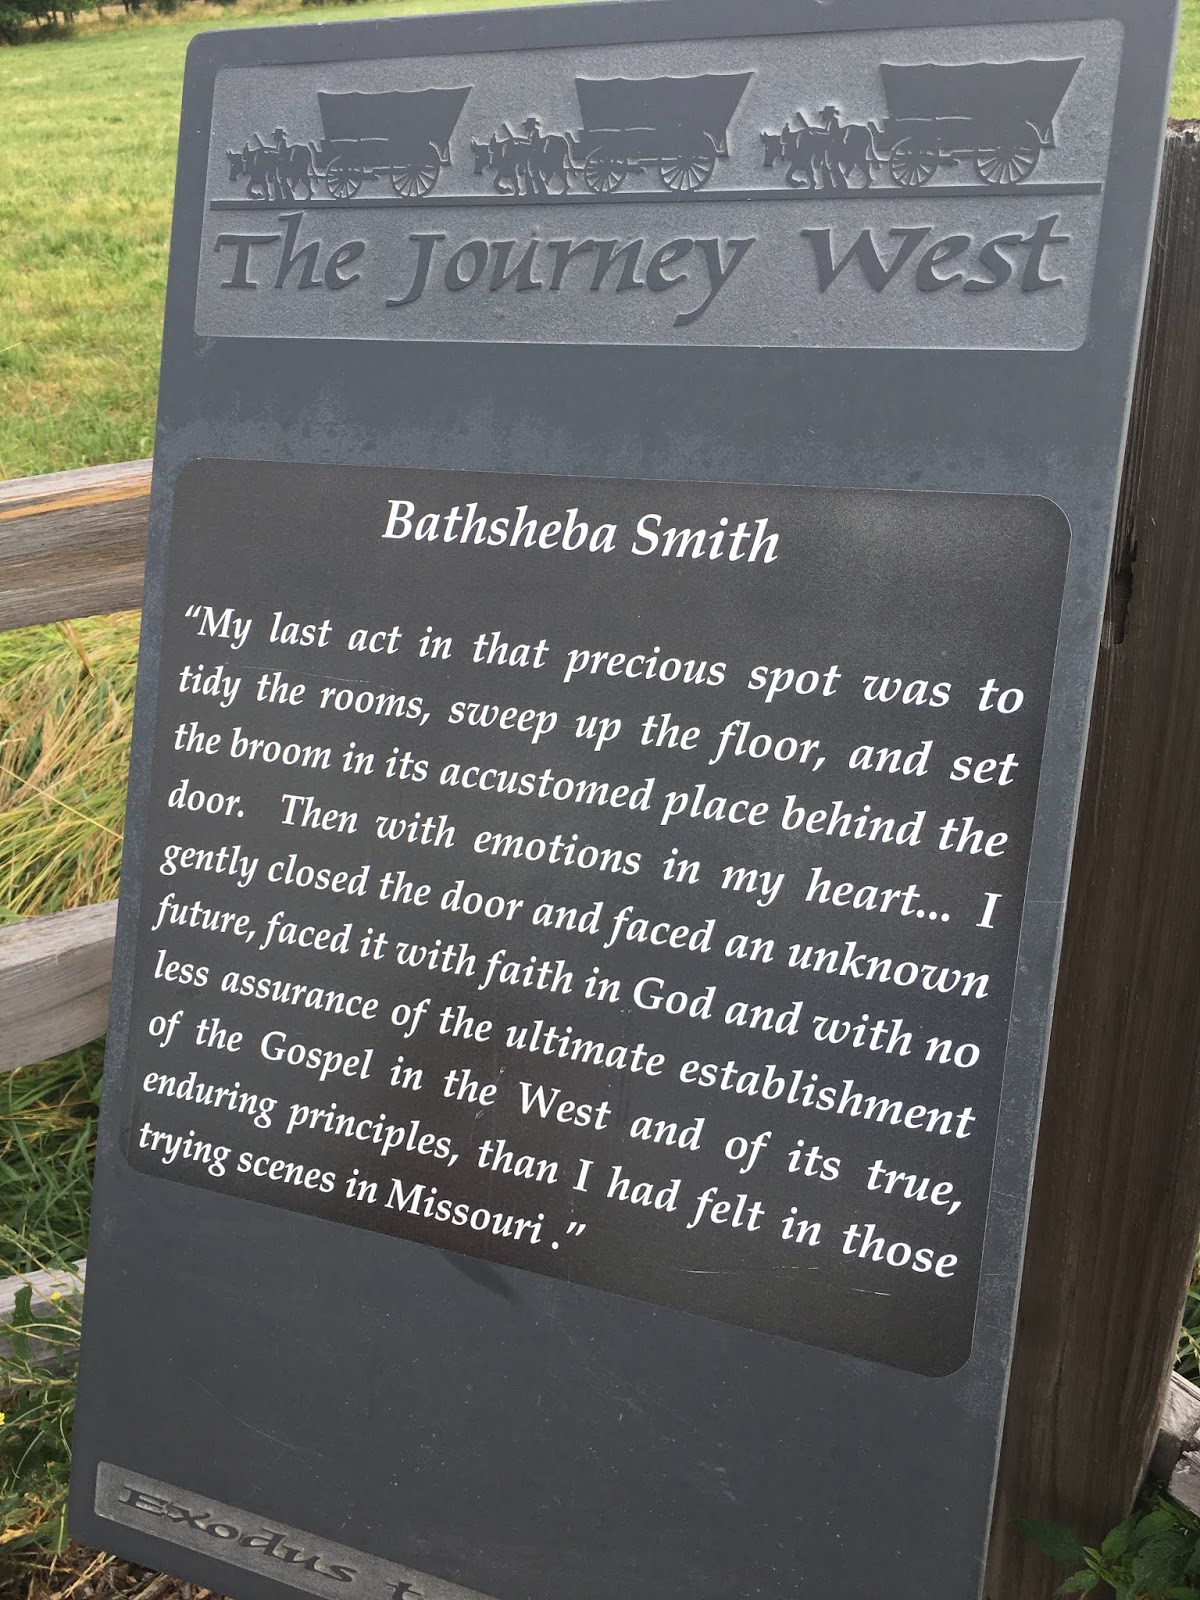 The Journey West
Bathsheba Smith
“My last act in that precious spot was to
tidy the rooms, sweep up the floor, and set
the broom in its accustomed place behind the
door. Then with emotions in my heart... I
gently closed the door and faced an unknown
future, faced it with faith in God and with no
less assurance of the ultimate establishment
of the Gospel in the West and of its true,
enduring principles, than I had felt in those
trying scenes in Missouri .”
Exodus